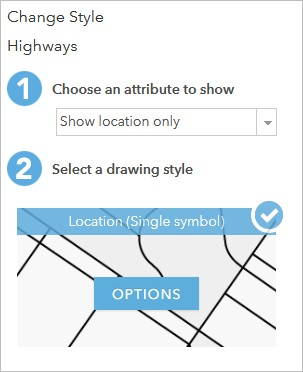 Change Style
Highways
1 Choose an attribute to show
Show location only
2 Select a drawing style
Location (Single symbol)
OPTIONS